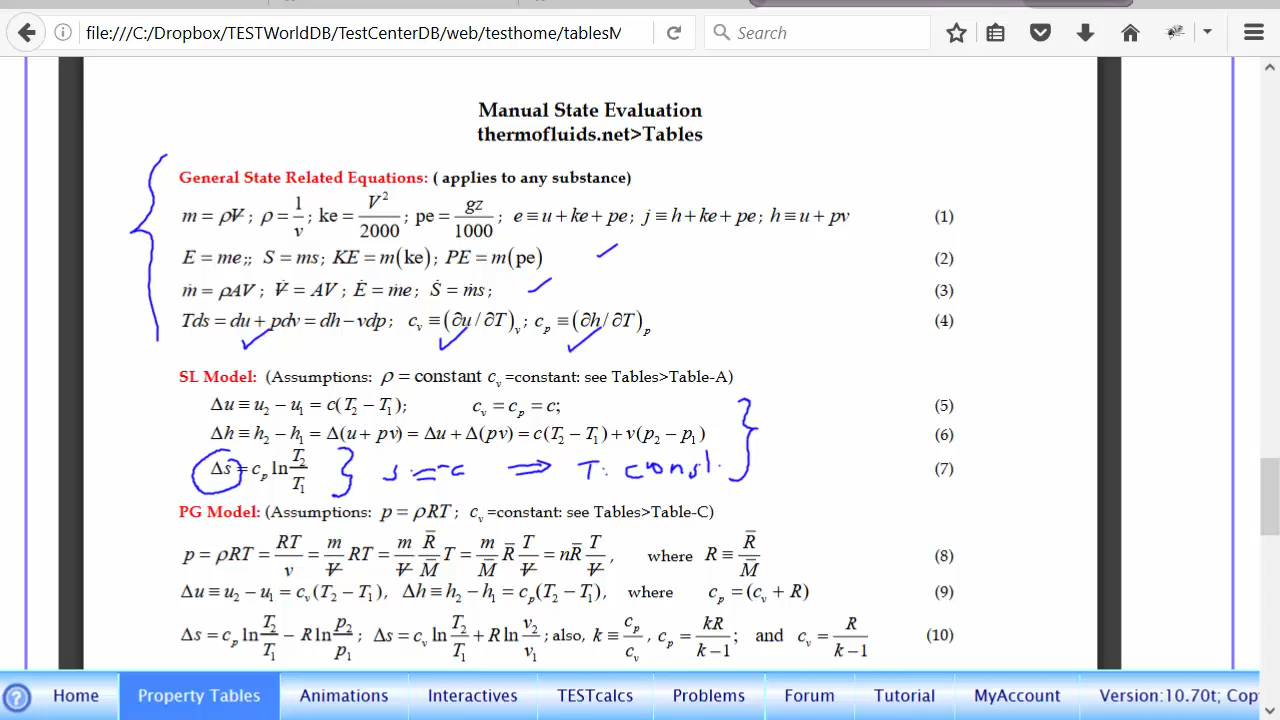 file:///C:/Dropbox/TESTWorldDB/TestCenterDB/web/testhome/tablesM
Search
Manual State Evaluation
thermofluids.net>Tables
General State Related Equations: ( applies to any substance)
m = ρV; ρ = 1/v; ke = V²/2000; pe = gz/1000; e ≡ u + ke + pe; j ≡ h + ke + pe; h ≡ u + pv (1)
E = me;; S = ms; KE = m(ke); PE = m(pe) (2)
ṁ = ρAV; V̇ = AV; Ė = ṁe; Ṡ = ṁs; (3)
Tds = du + pdv = dh − vdp; c_v ≡ (∂u/∂T)_v; c_p ≡ (∂h/∂T)_p (4)
SL Model: (Assumptions: ρ = constant c_v =constant: see Tables>Table-A)
Δu ≡ u₂ − u₁ = c(T₂ − T₁); c_v = c_p = c; (5)
Δh ≡ h₂ − h₁ = Δ(u + pv) = Δu + Δ(pv) = c(T₂ − T₁) + v(p₂ − p₁) (6)
Δs = c_p ln T₂/T₁ s = c ⇒ T: const. (7)
PG Model: (Assumptions: p = ρRT; c_v =constant: see Tables>Table-C)
p = ρRT = RT/v = m/V RT = m/V R̄/M̄ T = m/M̄ R̄ T/V = nR̄ T/V, where R ≡ R̄/M̄ (8)
Δu ≡ u₂ − u₁ = c_v(T₂ − T₁), Δh ≡ h₂ − h₁ = c_p(T₂ − T₁), where c_p = (c_v + R) (9)
Δs = c_p ln T₂/T₁ − R ln p₂/p₁; Δs = c_v ln T₂/T₁ + R ln v₂/v₁; also, k ≡ c_p/c_v, c_p = kR/k−1; and c_v = R/k−1 (10)
? Home Property Tables Animations Interactives TESTcalcs Problems Forum Tutorial MyAccount Version:10.70t; Cop